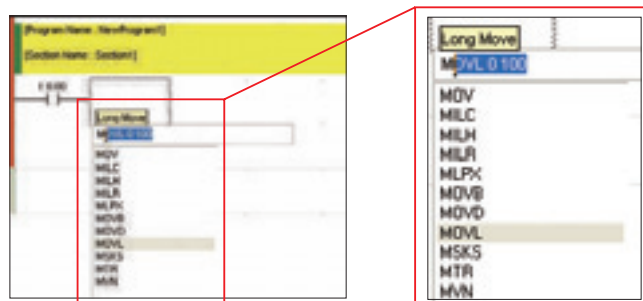 [Program Name : NewProgram1]
[Section Name : Section1]
I: 0.00
Long Move
MOVL 0 100
MOV
MILC
MILH
MILR
MLPX
MOVB
MOVD
MOVL
MSKS
MTR
MVN
Long Move
MOVL 0 100
MOV
MILC
MILH
MILR
MLPX
MOVB
MOVD
MOVL
MSKS
MTR
MVN